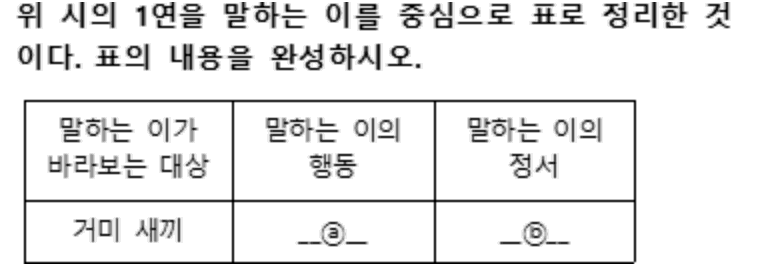 위 시의 1연을 말하는 이를 중심으로 표로 정리한 것
이다. 표의 내용을 완성하시오.
말하는 이가 바라보는 대상 말하는 이의 행동 말하는 이의 정서
거미 새끼 __ⓐ__ __ⓑ__